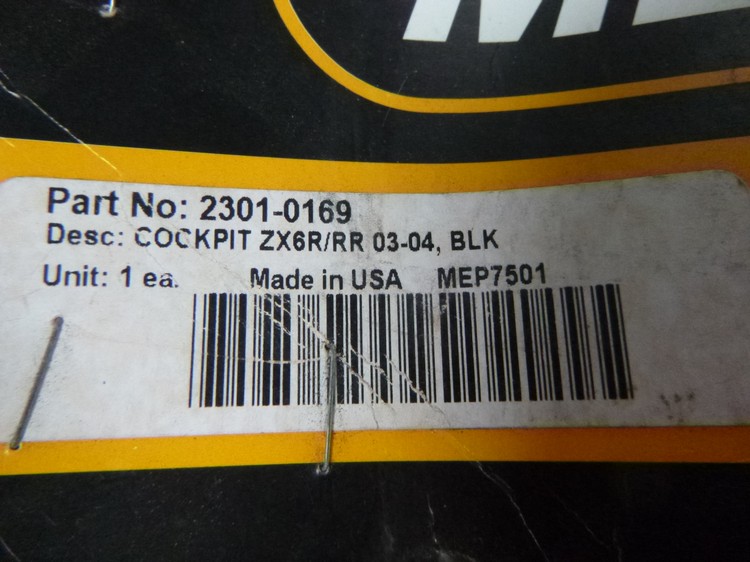 Part No: 2301-0169
Desc: COCKPIT ZX6R/RR 03-04, BLK
Unit: 1 ea. Made in USA MEP7501